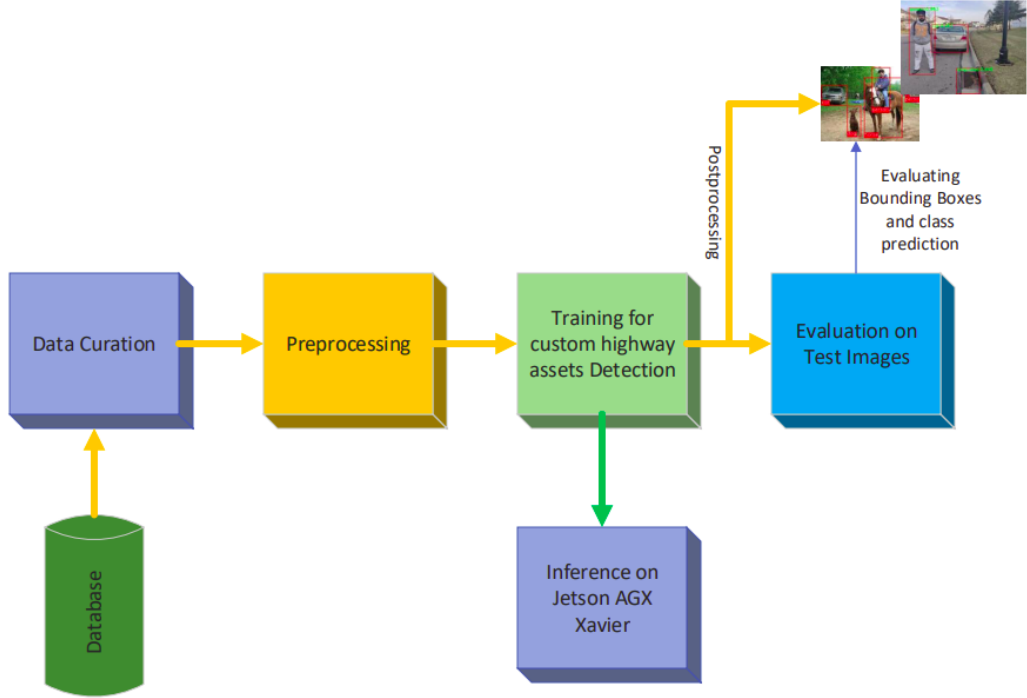 Postprocessing
Evaluating
Bounding Boxes
and class
prediction
Data Curation
Preprocessing
Training for
custom highway
assets Detection
Evaluation on
Test Images
Database
Inference on
Jetson AGX
Xavier